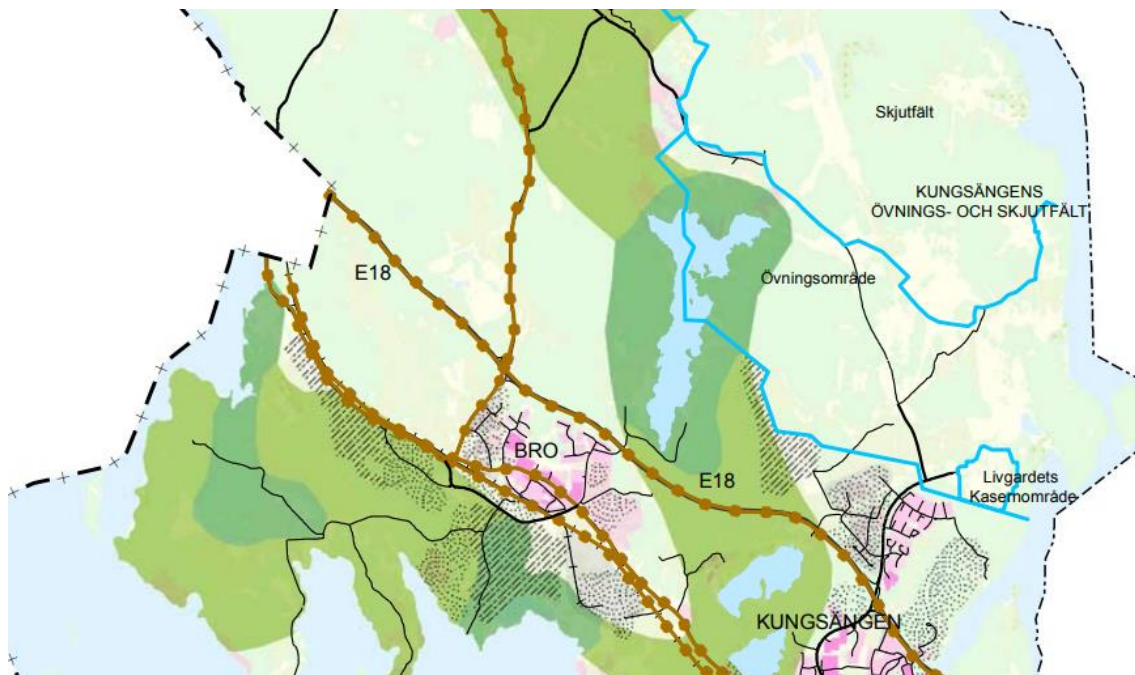 Skjutfält
KUNGSÄNGENS
ÖVNINGS- OCH SKJUTFÄLT
E18
Övningsområde
BRO
E18
Livgardets
Kasernområde
KUNGSÄNGEN